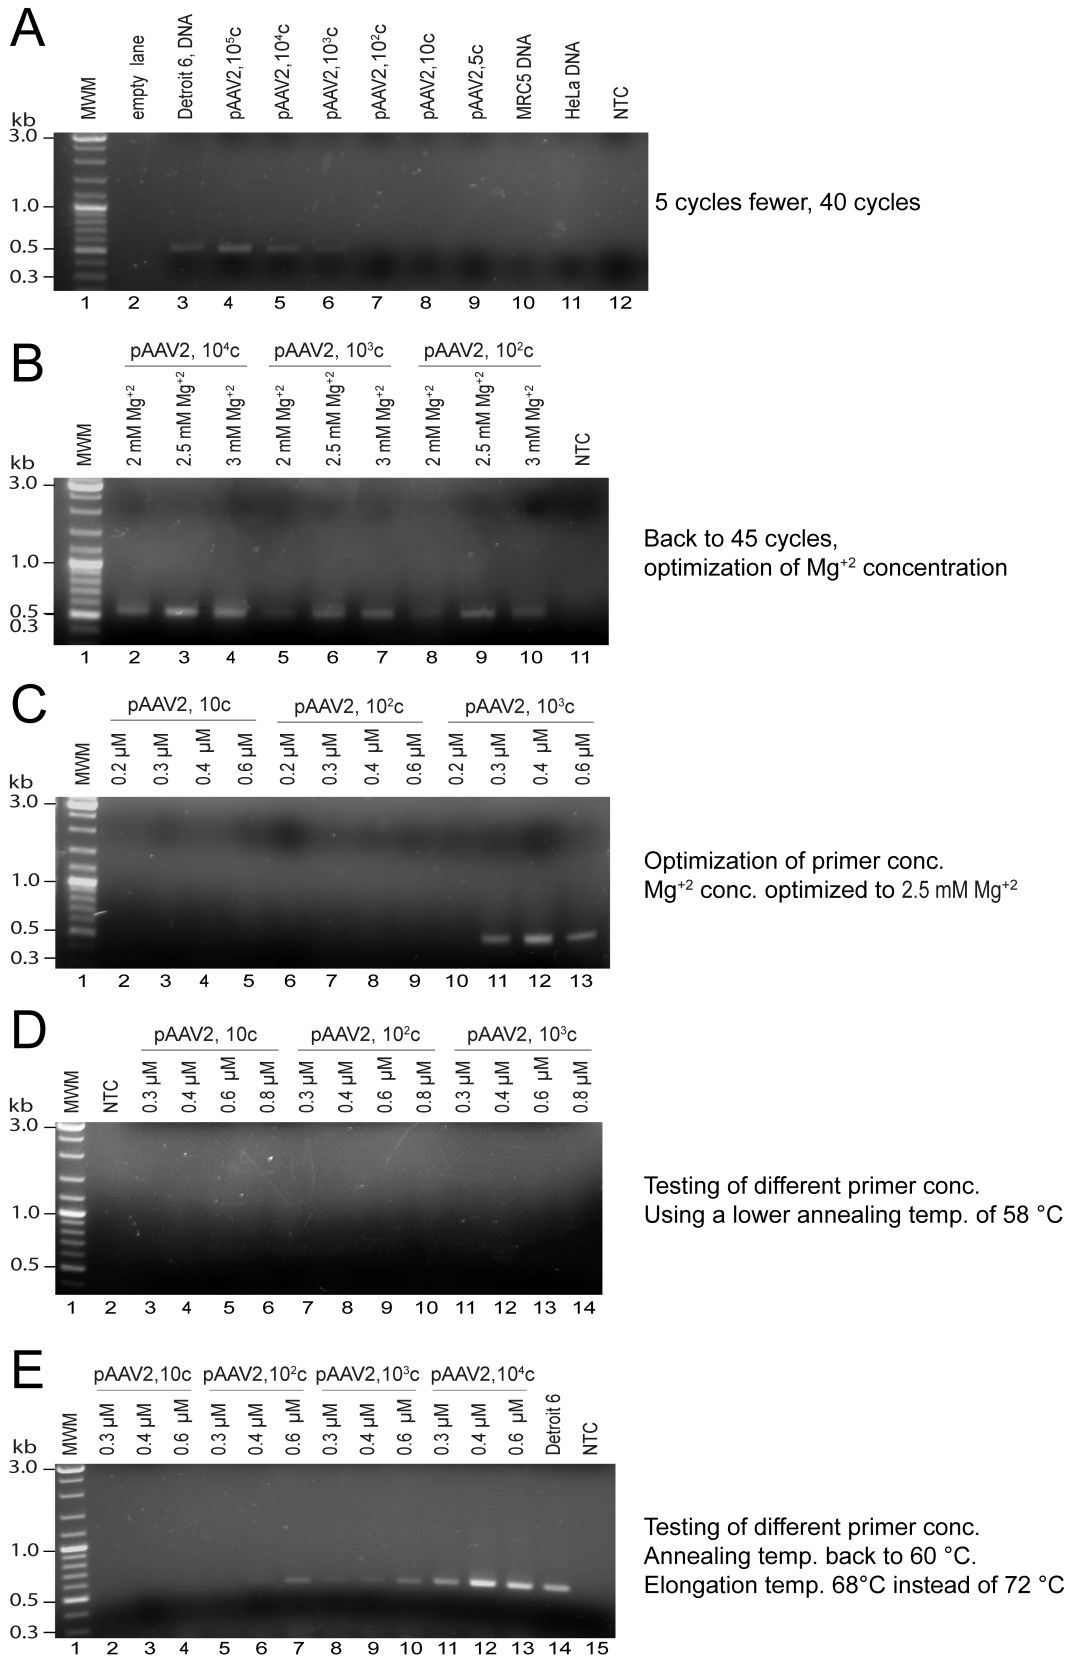 A
MWM
empty lane
Detroit 6, DNA
pAAV2,10⁵c
pAAV2,10⁴c
pAAV2,10³c
pAAV2,10²c
pAAV2,10c
pAAV2,5c
MRC5 DNA
HeLa DNA
NTC
kb
3.0
1.0
0.5
0.3
5 cycles fewer, 40 cycles
1 2 3 4 5 6 7 8 9 10 11 12
B
pAAV2, 10⁴c pAAV2, 10³c pAAV2, 10²c
MWM
2 mM Mg⁺²
2.5 mM Mg⁺²
3 mM Mg⁺²
2 mM Mg⁺²
2.5 mM Mg⁺²
3 mM Mg⁺²
2 mM Mg⁺²
2.5 mM Mg⁺²
3 mM Mg⁺²
NTC
kb
3.0
1.0
0.5
0.3
Back to 45 cycles,
optimization of Mg⁺² concentration
1 2 3 4 5 6 7 8 9 10 11
C
pAAV2, 10c pAAV2, 10²c pAAV2, 10³c
MWM
0.2 µM
0.3 µM
0.4 µM
0.6 µM
0.2 µM
0.3 µM
0.4 µM
0.6 µM
0.2 µM
0.3 µM
0.4 µM
0.6 µM
kb
3.0
1.0
0.5
0.3
Optimization of primer conc.
Mg⁺² conc. optimized to 2.5 mM Mg⁺²
1 2 3 4 5 6 7 8 9 10 11 12 13
D
pAAV2, 10c pAAV2, 10²c pAAV2, 10³c
MWM
NTC
0.3 µM
0.4 µM
0.6 µM
0.8 µM
0.3 µM
0.4 µM
0.6 µM
0.8 µM
0.3 µM
0.4 µM
0.6 µM
0.8 µM
kb
3.0
1.0
0.5
Testing of different primer conc.
Using a lower annealing temp. of 58 °C
1 2 3 4 5 6 7 8 9 10 11 12 13 14
E
pAAV2,10c pAAV2,10²c pAAV2,10³c pAAV2,10⁴c
MWM
0.3 µM
0.4 µM
0.6 µM
0.3 µM
0.4 µM
0.6 µM
0.3 µM
0.4 µM
0.6 µM
0.3 µM
0.4 µM
0.6 µM
Detroit 6
NTC
kb
3.0
1.0
0.5
0.3
Testing of different primer conc.
Annealing temp. back to 60 °C.
Elongation temp. 68°C instead of 72 °C
1 2 3 4 5 6 7 8 9 10 11 12 13 14 15